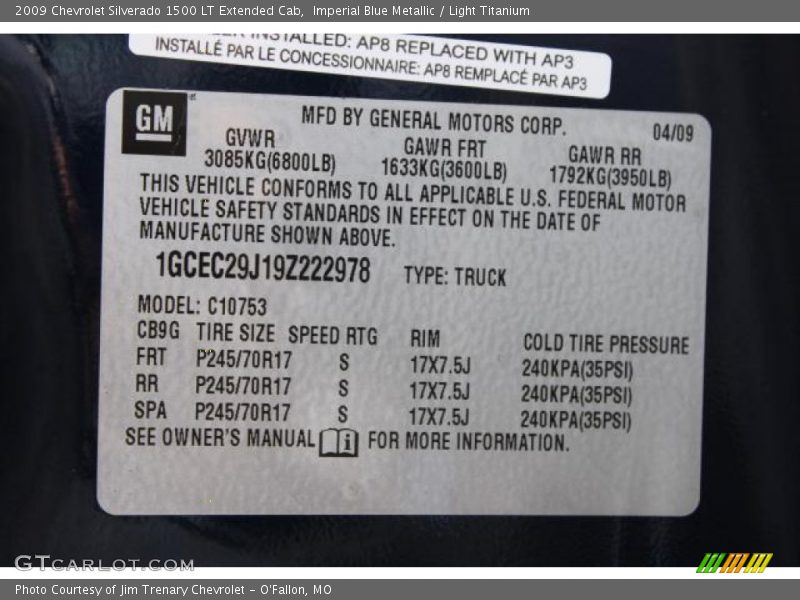 2009 Chevrolet Silverado 1500 LT Extended Cab, Imperial Blue Metallic / Light Titanium
INSTALLED: AP8 REPLACED WITH AP3
INSTALLÉ PAR LE CONCESSIONNAIRE: AP8 REMPLACÉ PAR AP3
GM
MFD BY GENERAL MOTORS CORP. 04/09
GVWR GAWR FRT GAWR RR
3085KG(6800LB) 1633KG(3600LB) 1792KG(3950LB)
THIS VEHICLE CONFORMS TO ALL APPLICABLE U.S. FEDERAL MOTOR
VEHICLE SAFETY STANDARDS IN EFFECT ON THE DATE OF
MANUFACTURE SHOWN ABOVE.
1GCEC29J19Z222978 TYPE: TRUCK
MODEL: C10753
CB9G TIRE SIZE SPEED RTG RIM COLD TIRE PRESSURE
FRT P245/70R17 S 17X7.5J 240KPA(35PSI)
RR P245/70R17 S 17X7.5J 240KPA(35PSI)
SPA P245/70R17 S 17X7.5J 240KPA(35PSI)
SEE OWNER'S MANUAL FOR MORE INFORMATION.
GTCARLOT.COM
Photo Courtesy of Jim Trenary Chevrolet - O'Fallon, MO